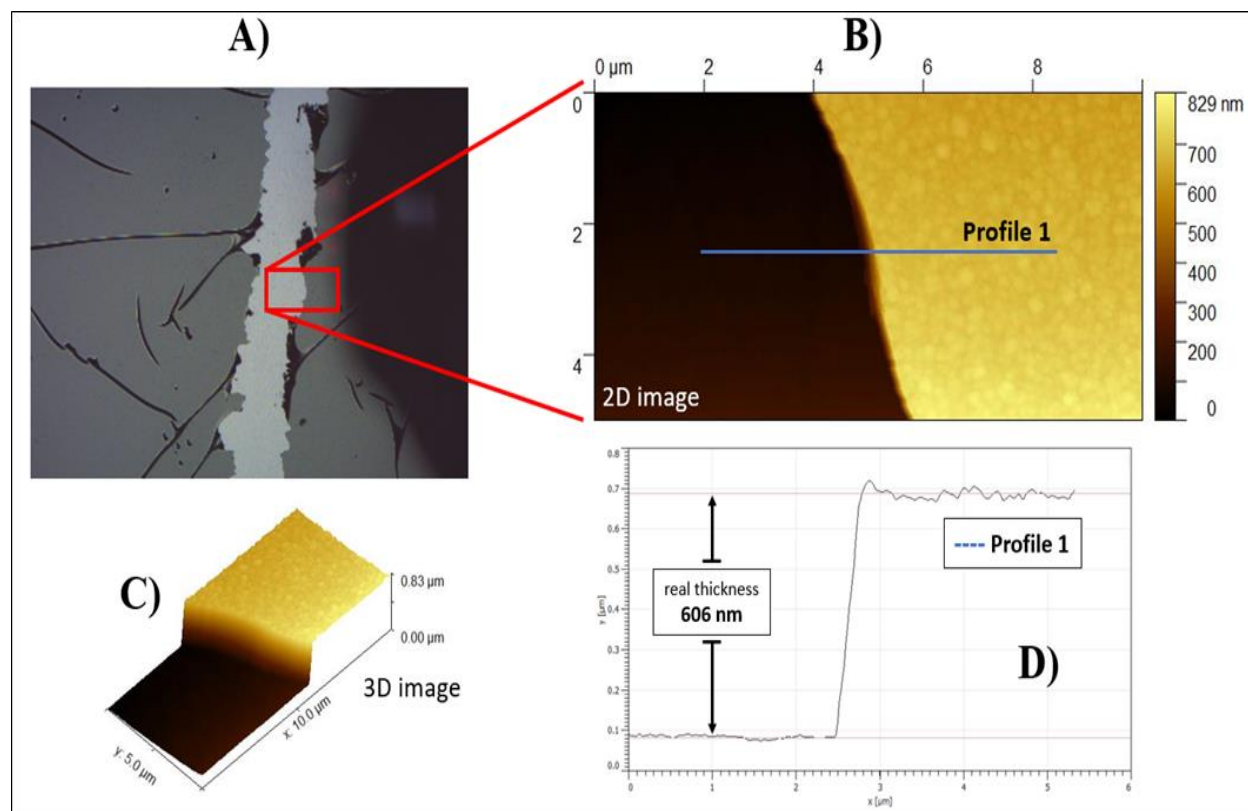 A)
B)
0 µm 2 4 6 8
0
2
4
Profile 1
2D image
829 nm
700
600
500
400
300
200
0
C)
0.83 µm
0.00 µm
x: 10.0 µm
y: 5.0 µm
3D image
0.8
0.7
0.6
0.5
0.4
0.3
0.2
0.1
0.0
y [µm]
real thickness
606 nm
Profile 1
D)
0 1 2 3 4 5 6
x [µm]